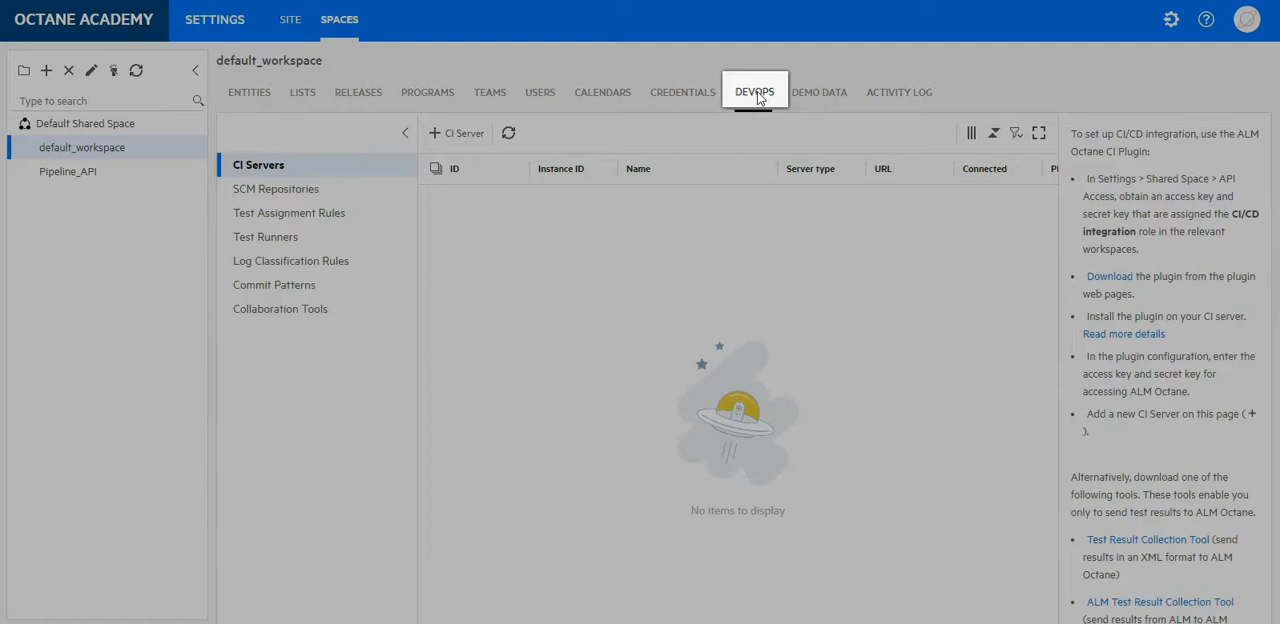 OCTANE ACADEMY
SETTINGS
SITE
SPACES
default_workspace
Type to search
Default Shared Space
default_workspace
Pipeline_API
ENTITIES
LISTS
RELEASES
PROGRAMS
TEAMS
USERS
CALENDARS
CREDENTIALS
DEVOPS
DEMO DATA
ACTIVITY LOG
CI Servers
SCM Repositories
Test Assignment Rules
Test Runners
Log Classification Rules
Commit Patterns
Collaboration Tools
+ CI Server
ID
Instance ID
Name
Server type
URL
Connected
No items to display
To set up CI/CD integration, use the ALM
Octane CI Plugin:
• In Settings > Shared Space > API
Access, obtain an access key and
secret key that are assigned the CI/CD
integration role in the relevant
workspaces.
• Download the plugin from the plugin
web pages.
• Install the plugin on your CI server.
Read more details
• In the plugin configuration, enter the
access key and secret key for
accessing ALM Octane.
• Add a new CI Server on this page ( +
).
Alternatively, download one of the
following tools. These tools enable you
only to send test results to ALM Octane.
• Test Result Collection Tool (send
results in an XML format to ALM
Octane)
• ALM Test Result Collection Tool
(send results from ALM to ALM